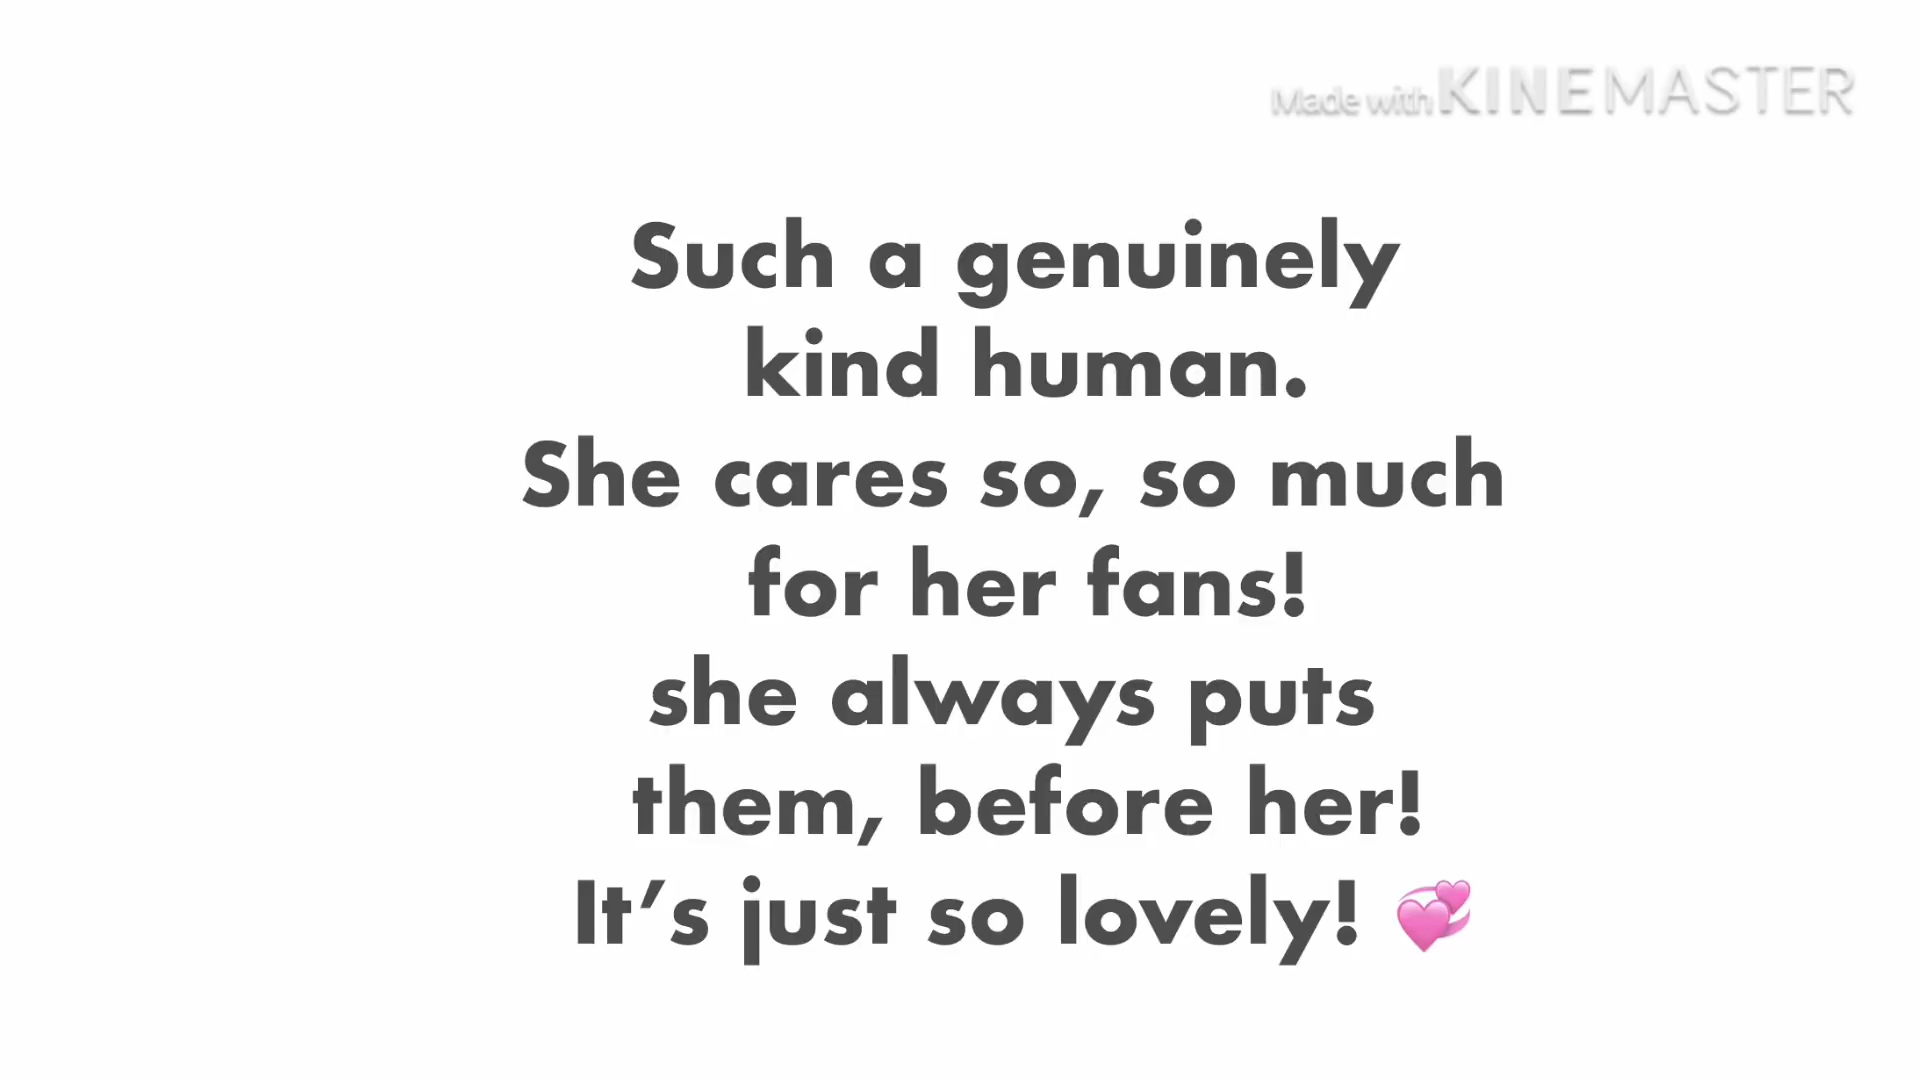 Made with KINEMASTER
Such a genuinely
kind human.
She cares so, so much
for her fans!
she always puts
them, before her!
It’s just so lovely! 💞